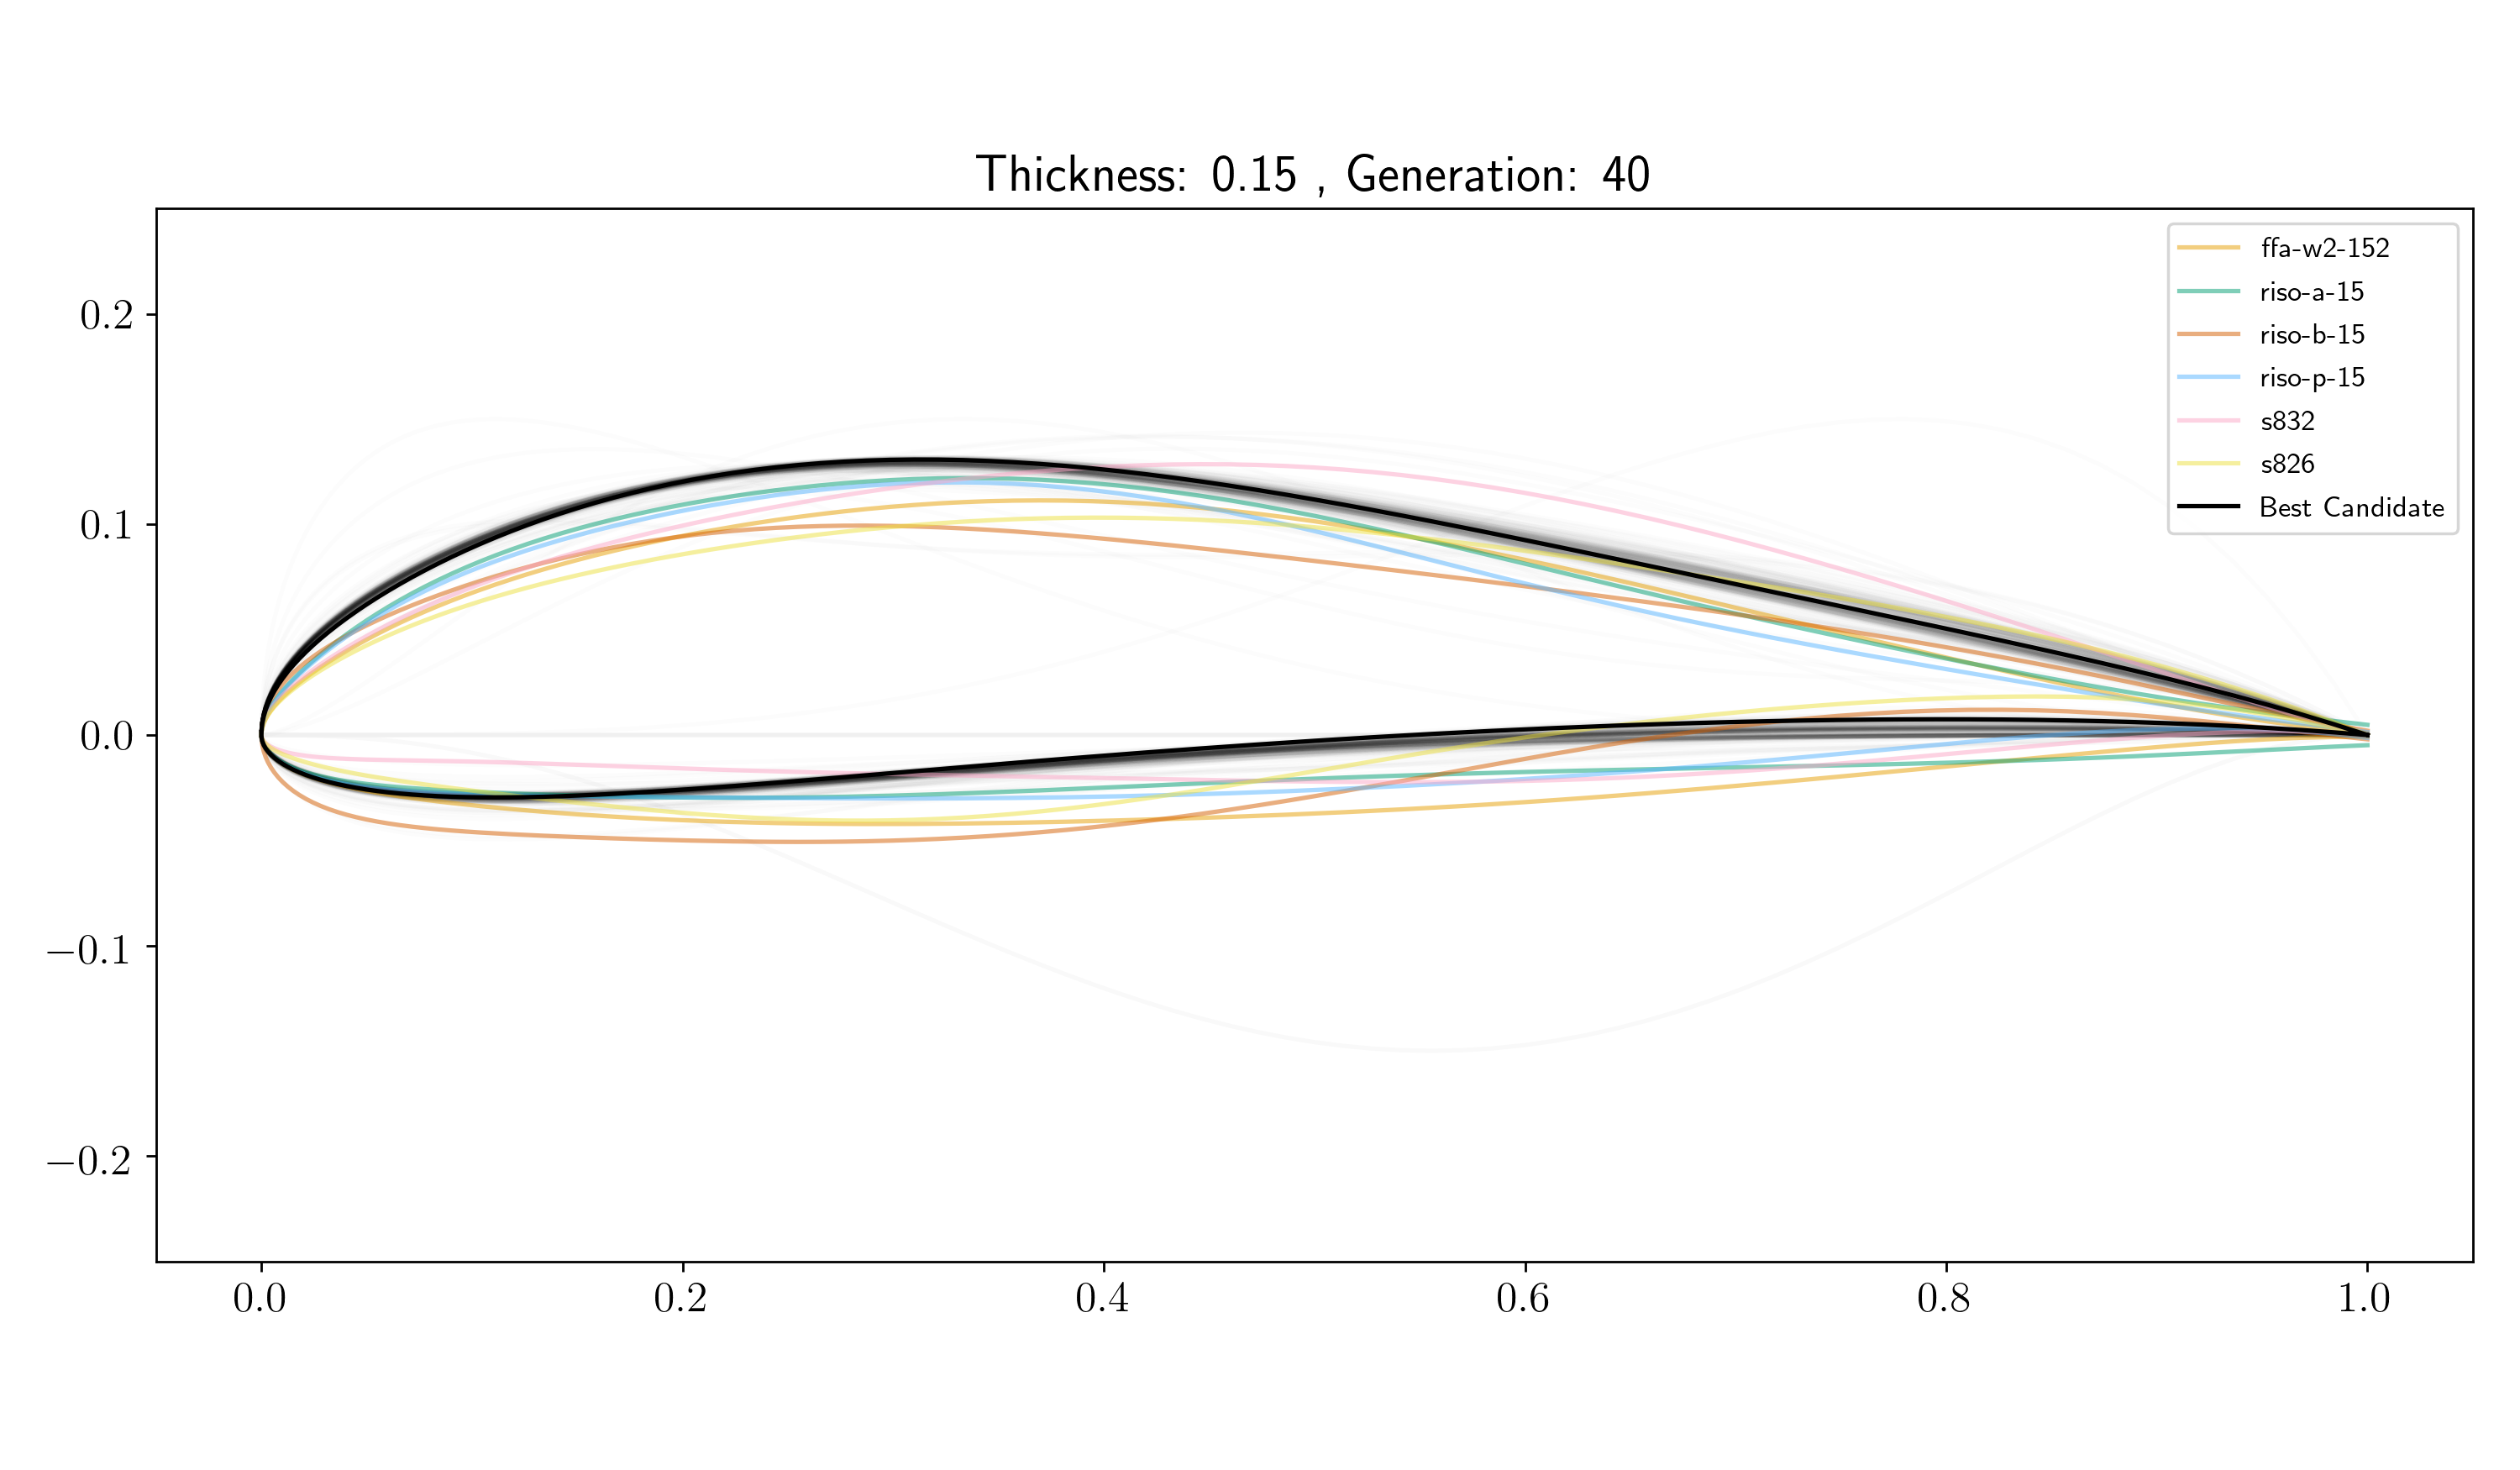 Thickness: 0.15 , Generation: 40
ffa-w2-152
riso-a-15
riso-b-15
riso-p-15
s832
s826
Best Candidate
0.2
0.1
0.0
−0.1
−0.2
0.0 0.2 0.4 0.6 0.8 1.0